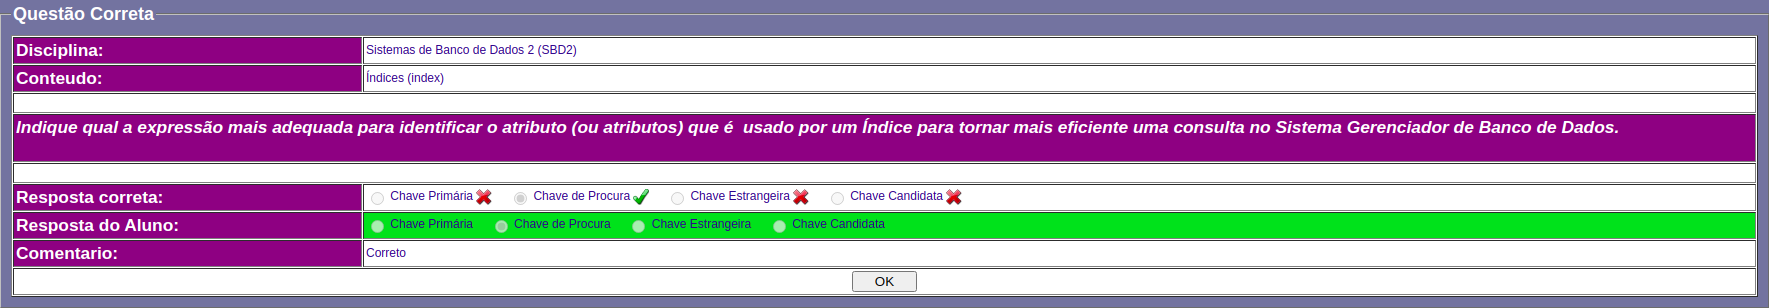 Questão Correta
Disciplina: Sistemas de Banco de Dados 2 (SBD2)
Conteudo: Índices (index)
Indique qual a expressão mais adequada para identificar o atributo (ou atributos) que é  usado por um Índice para tornar mais eficiente uma consulta no Sistema Gerenciador de Banco de Dados.
Resposta correta: Chave Primária Chave de Procura Chave Estrangeira Chave Candidata
Resposta do Aluno: Chave Primária Chave de Procura Chave Estrangeira Chave Candidata
Comentario: Correto
OK